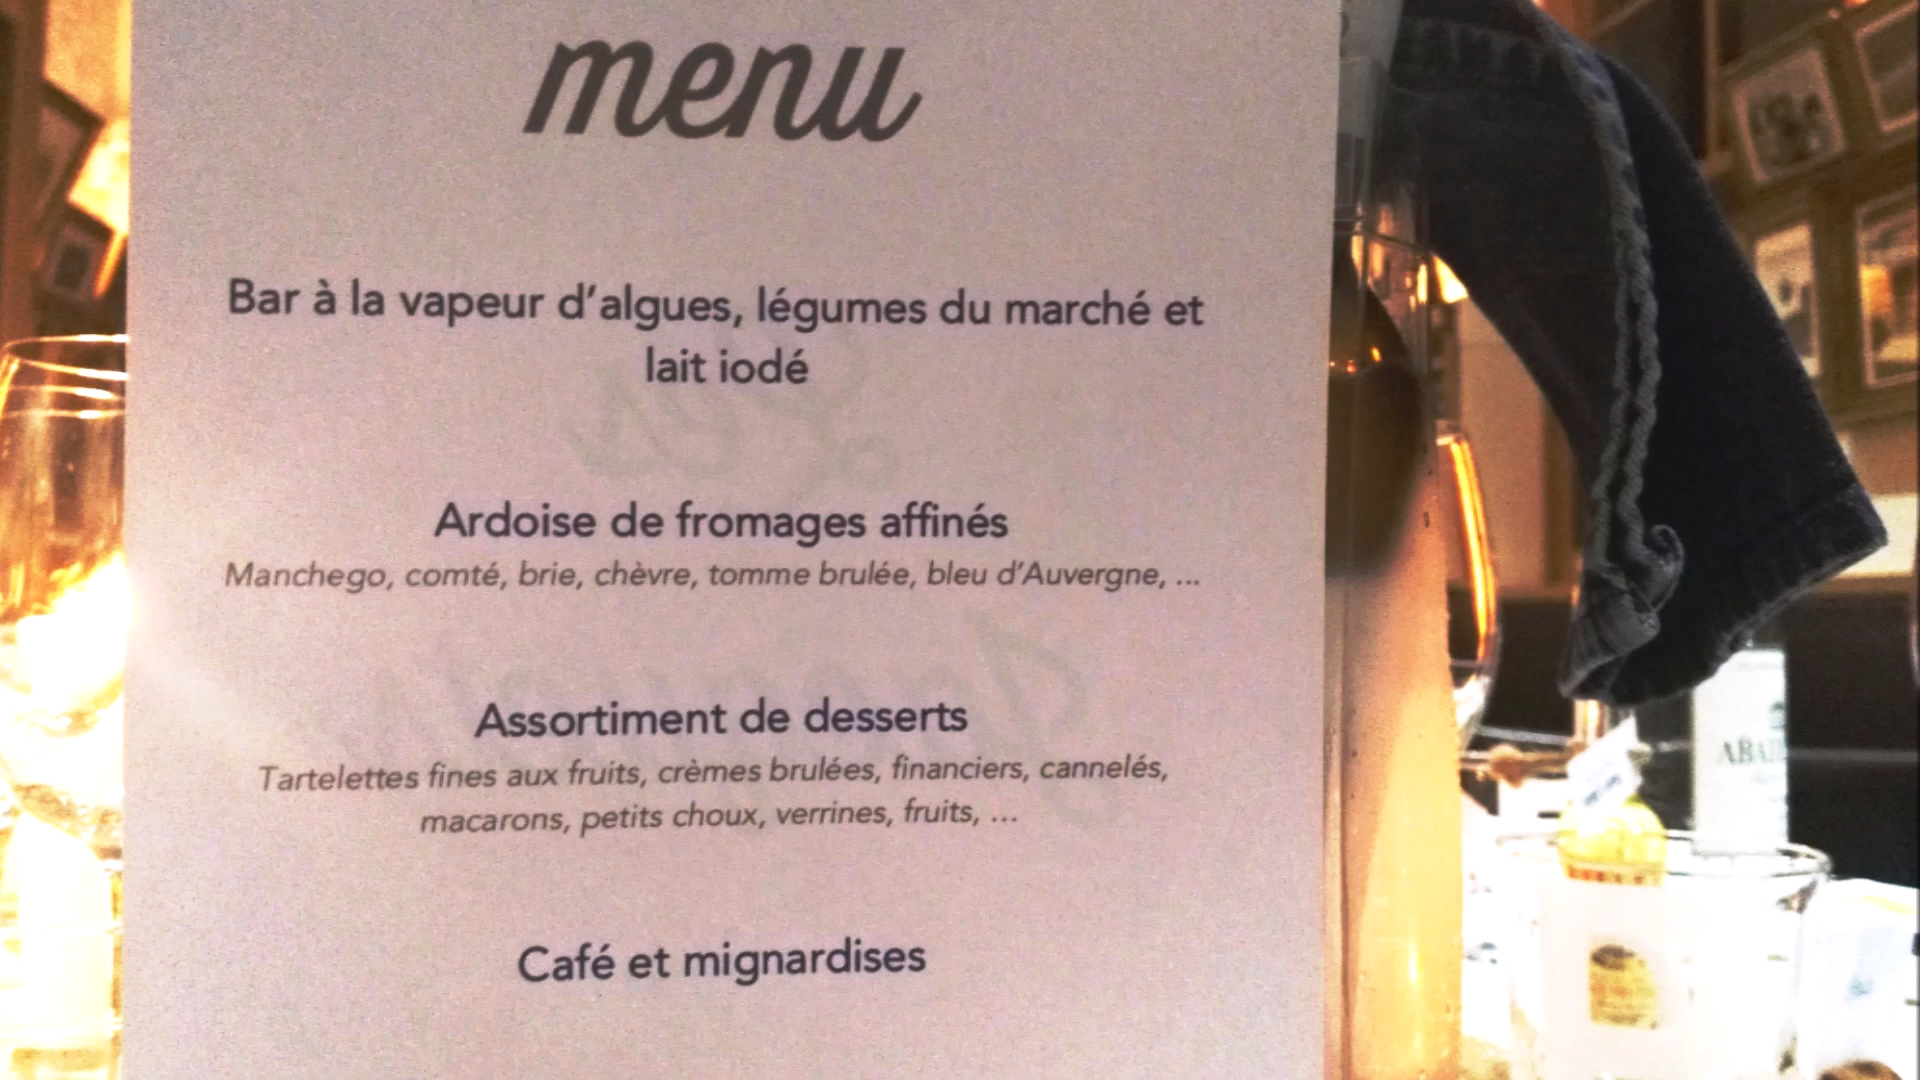 menu
Bar à la vapeur d’algues, légumes du marché et
lait iodé
Ardoise de fromages affinés
Manchego, comté, brie, chèvre, tomme brulée, bleu d’Auvergne, ...
Assortiment de desserts
Tartelettes fines aux fruits, crèmes brulées, financiers, cannelés,
macarons, petits choux, verrines, fruits, ...
Café et mignardises